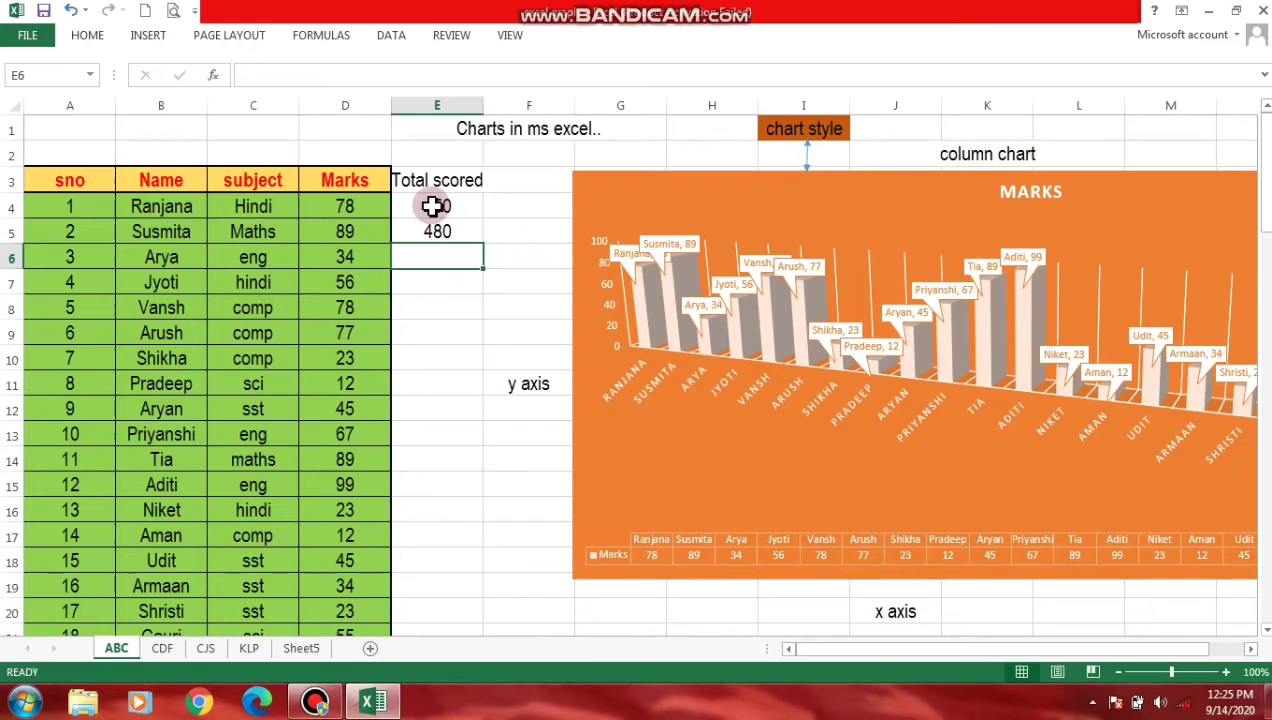 www.BANDICAM.com
FILE HOME INSERT PAGE LAYOUT FORMULAS DATA REVIEW VIEW Microsoft account
E6
A B C D E F G H I J K L M
1 Charts in ms excel.. chart style
2 column chart
3 sno Name subject Marks Total scored
4 1 Ranjana Hindi 78
5 2 Susmita Maths 89 480
6 3 Arya eng 34
7 4 Jyoti hindi 56
8 5 Vansh comp 78
9 6 Arush comp 77
10 7 Shikha comp 23
11 8 Pradeep sci 12 y axis
12 9 Aryan sst 45
13 10 Priyanshi eng 67
14 11 Tia maths 89
15 12 Aditi eng 99
16 13 Niket hindi 23
17 14 Aman comp 12
18 15 Udit sst 45
19 16 Armaan sst 34
20 17 Shristi sst 23 x axis
18 Gauri sci 55
MARKS
100
80
60
40
20
0
Susmita, 89
Arya, 34
Jyoti, 56
Vansh,
Arush, 77
Shikha, 23
Pradeep, 12
Aryan, 45
Priyanshi, 67
Tia, 89
Aditi, 99
Niket, 23
Aman, 12
Udit, 45
Armaan, 34
Shristi,
RANJANA
SUSMITA
ARYA
JYOTI
VANSH
ARUSH
SHIKHA
PRADEEP
ARYAN
PRIYANSHI
TIA
ADITI
NIKET
AMAN
UDIT
ARMAAN
SHRISTI
Ranjana Susmita Arya Jyoti Vansh Arush Shikha Pradeep Aryan Priyanshi Tia Aditi Niket Aman Udit
Marks 78 89 34 56 78 77 23 12 45 67 89 99 23 12 45
ABC CDF CJS KLP Sheet5
READY 100%
12:25 PM
9/14/2020